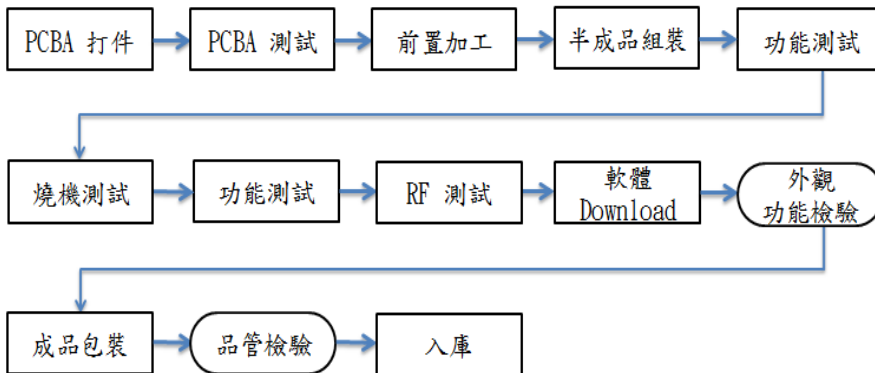 PCBA 打件
PCBA 測試
前置加工
半成品組裝
功能測試
燒機測試
功能測試
RF 測試
軟體
Download
外觀
功能檢驗
成品包裝
品管檢驗
入庫